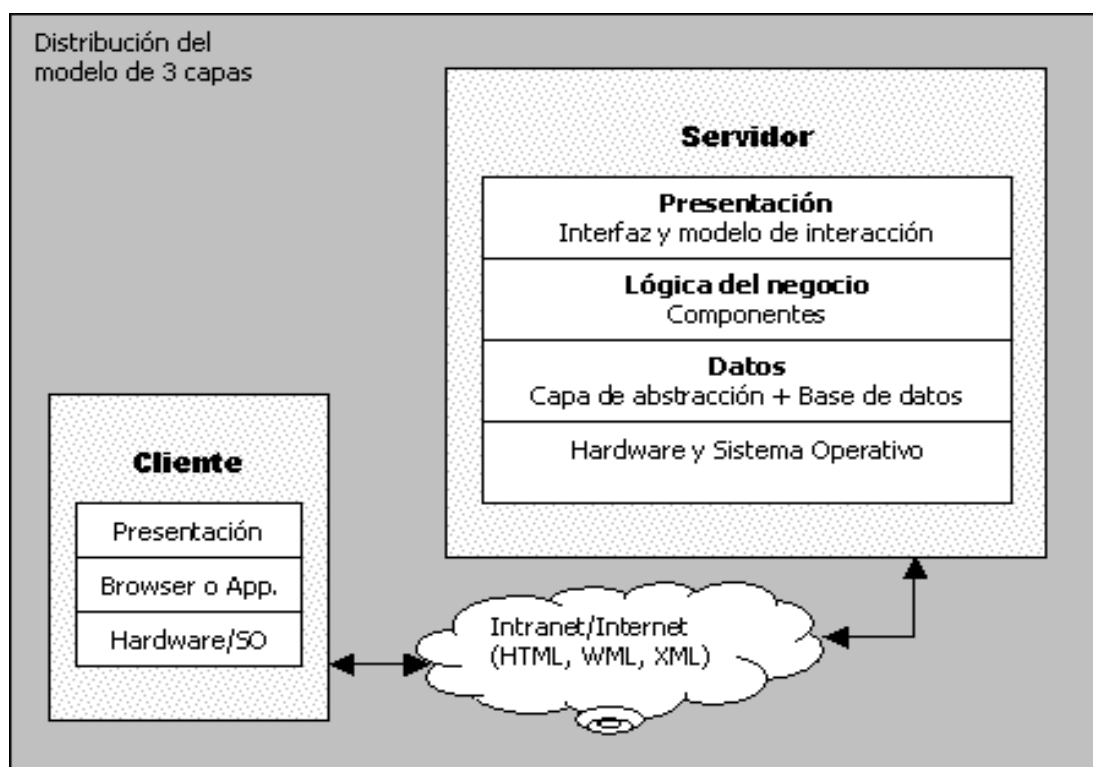 Distribución del
modelo de 3 capas
Servidor
Presentación
Interfaz y modelo de interacción
Lógica del negocio
Componentes
Datos
Capa de abstracción + Base de datos
Hardware y Sistema Operativo
Cliente
Presentación
Browser o App.
Hardware/SO
Intranet/Internet
(HTML, WML, XML)